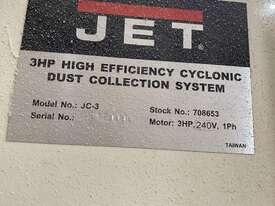 JET
3HP HIGH EFFICIENCY CYCLONIC
DUST COLLECTION SYSTEM
Model No.: JC-3 Stock No.: 708653
Serial No.: Motor: 3HP, 240V, 1Ph
TAIWAN